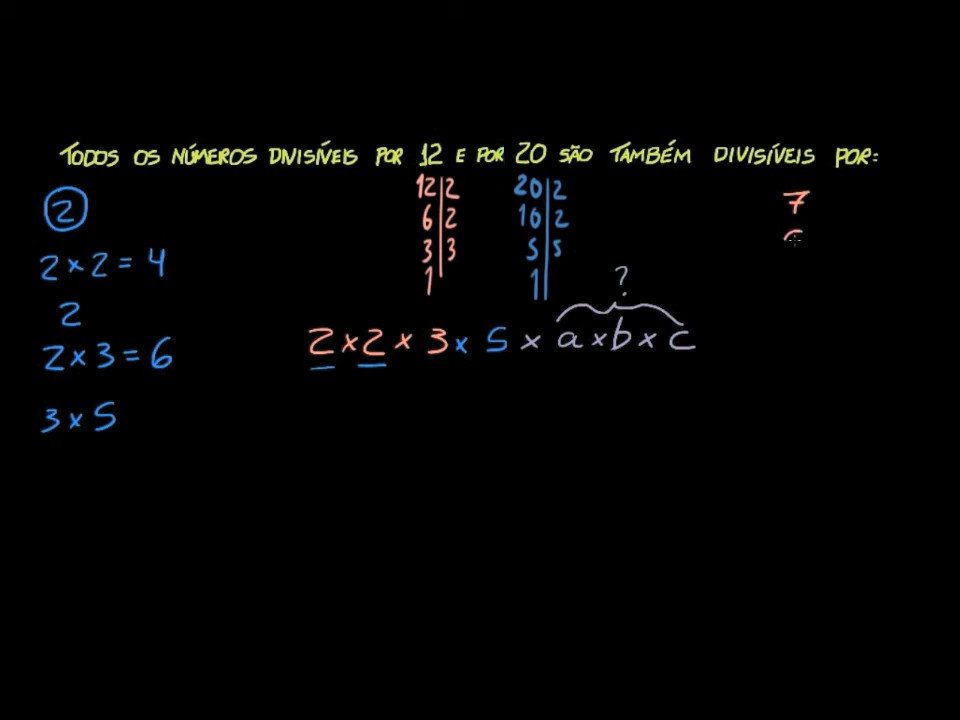 TODOS OS NÚMEROS DIVISÍVEIS POR 12 E POR 20 SÃO TAMBÉM DIVISÍVEIS POR:
2
2 × 2 = 4
2
2 × 3 = 6
3 × 5
12 | 2
6 | 2
3 | 3
1 |
20 | 2
10 | 2
5 | 5
1 |
?
2 × 2 × 3 × 5 × a × b × c
7